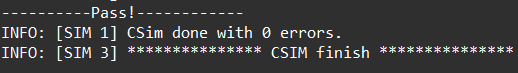 ----------Pass!------------
INFO: [SIM 1] CSim done with 0 errors.
INFO: [SIM 3] *************** CSIM finish ***************